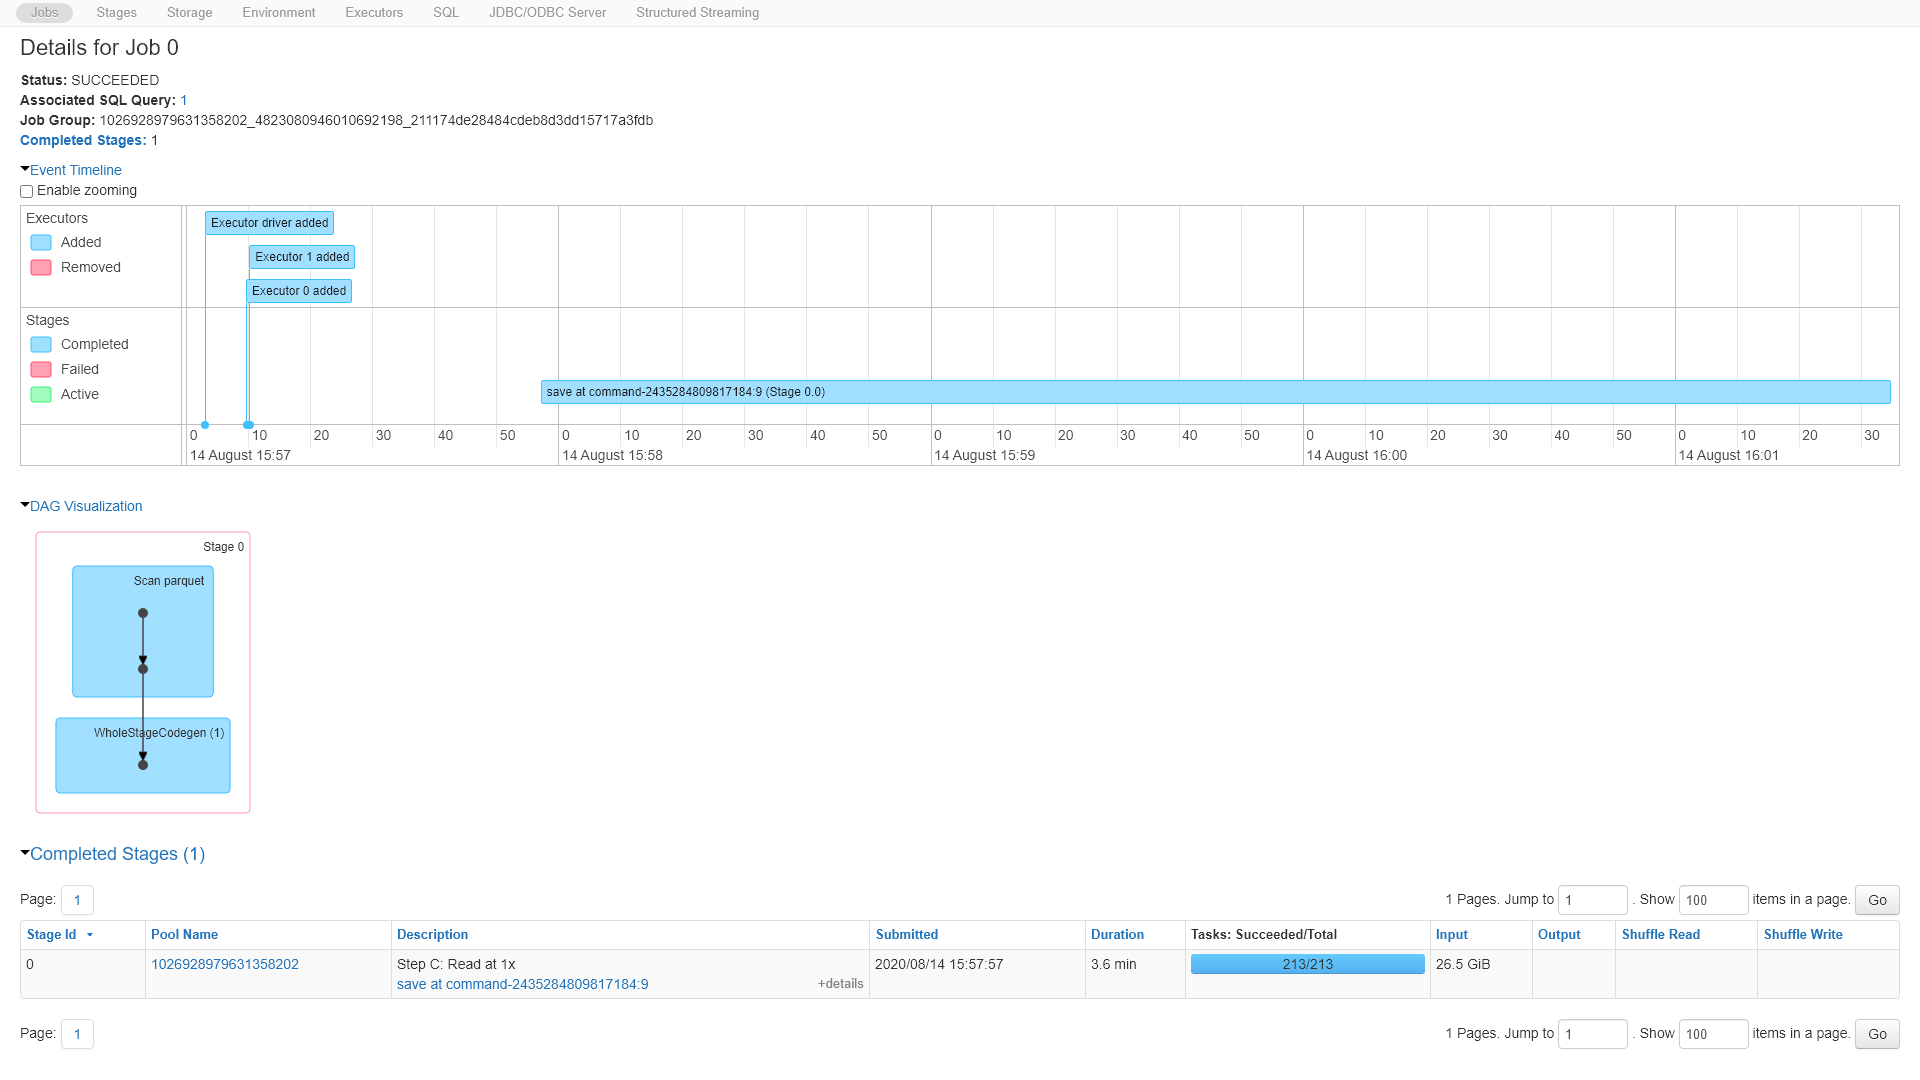 Jobs Stages Storage Environment Executors SQL JDBC/ODBC Server Structured Streaming
Details for Job 0
Status: SUCCEEDED
Associated SQL Query: 1
Job Group: 1026928979631358202_4823080946010692198_211174de28484cdeb8d3dd15717a3fdb
Completed Stages: 1
Event Timeline
Enable zooming
Executors
Added
Removed
Executor driver added
Executor 1 added
Executor 0 added
Stages
Completed
Failed
Active
save at command-2435284809817184:9 (Stage 0.0)
0 10 20 30 40 50 0 10 20 30 40 50 0 10 20 30 40 50 0 10 20 30 40 50 0 10 20 30
14 August 15:57 14 August 15:58 14 August 15:59 14 August 16:00 14 August 16:01
DAG Visualization
Stage 0
Scan parquet
WholeStageCodegen (1)
Completed Stages (1)
Page: 1 1 Pages. Jump to 1 . Show 100 items in a page. Go
Stage Id Pool Name Description Submitted Duration Tasks: Succeeded/Total Input Output Shuffle Read Shuffle Write
0 1026928979631358202 Step C: Read at 1x 2020/08/14 15:57:57 3.6 min 213/213 26.5 GiB
save at command-2435284809817184:9 +details
Page: 1 1 Pages. Jump to 1 . Show 100 items in a page. Go